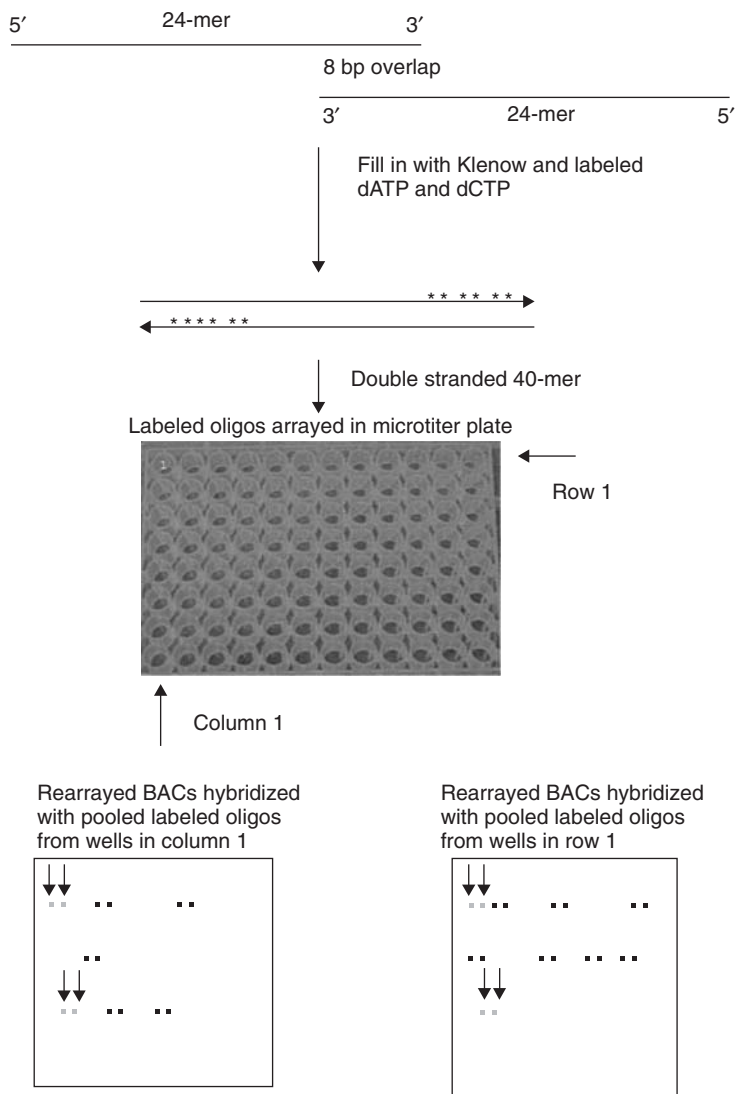 5′ 24-mer 3′
8 bp overlap
3′ 24-mer 5′
Fill in with Klenow and labeled
dATP and dCTP
* * * * * *
* * * * * *
Double stranded 40-mer
Labeled oligos arrayed in microtiter plate
1
Row 1
Column 1
Rearrayed BACs hybridized
with pooled labeled oligos
from wells in column 1
Rearrayed BACs hybridized
with pooled labeled oligos
from wells in row 1